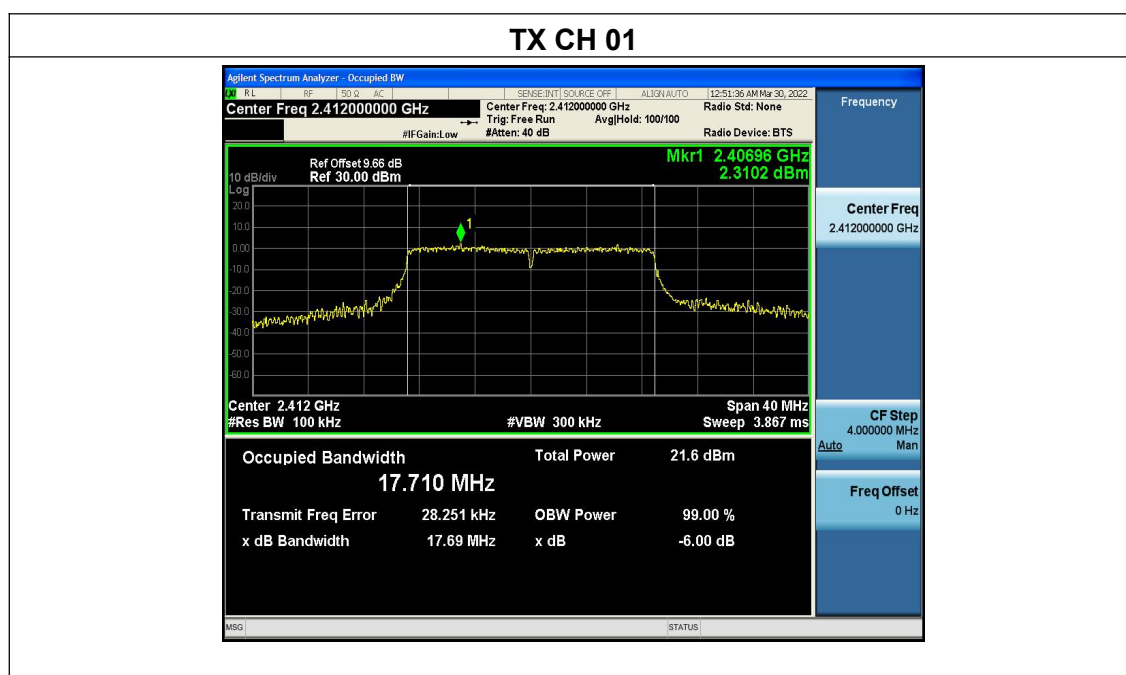 TX CH 01
Agilent Spectrum Analyzer - Occupied BW
LXI RL RF 50 Ω AC SENSE:INT SOURCE OFF ALIGN AUTO 12:51:36 AM Mar 30, 2022
Center Freq 2.412000000 GHz Center Freq: 2.412000000 GHz Radio Std: None Frequency
Trig: Free Run Avg|Hold: 100/100
#IFGain:Low #Atten: 40 dB Radio Device: BTS
Mkr1 2.40696 GHz
Ref Offset 9.66 dB
10 dB/div Ref 30.00 dBm 2.3102 dBm
Log
20.0
10.0
0.00
-10.0
-20.0
-30.0
-40.0
-50.0
-60.0
1
Center 2.412 GHz Span 40 MHz
#Res BW 100 kHz #VBW 300 kHz Sweep 3.867 ms
Occupied Bandwidth Total Power 21.6 dBm
17.710 MHz
Transmit Freq Error 28.251 kHz OBW Power 99.00 %
x dB Bandwidth 17.69 MHz x dB -6.00 dB
Center Freq
2.412000000 GHz
CF Step
4.000000 MHz
Auto Man
Freq Offset
0 Hz
MSG STATUS